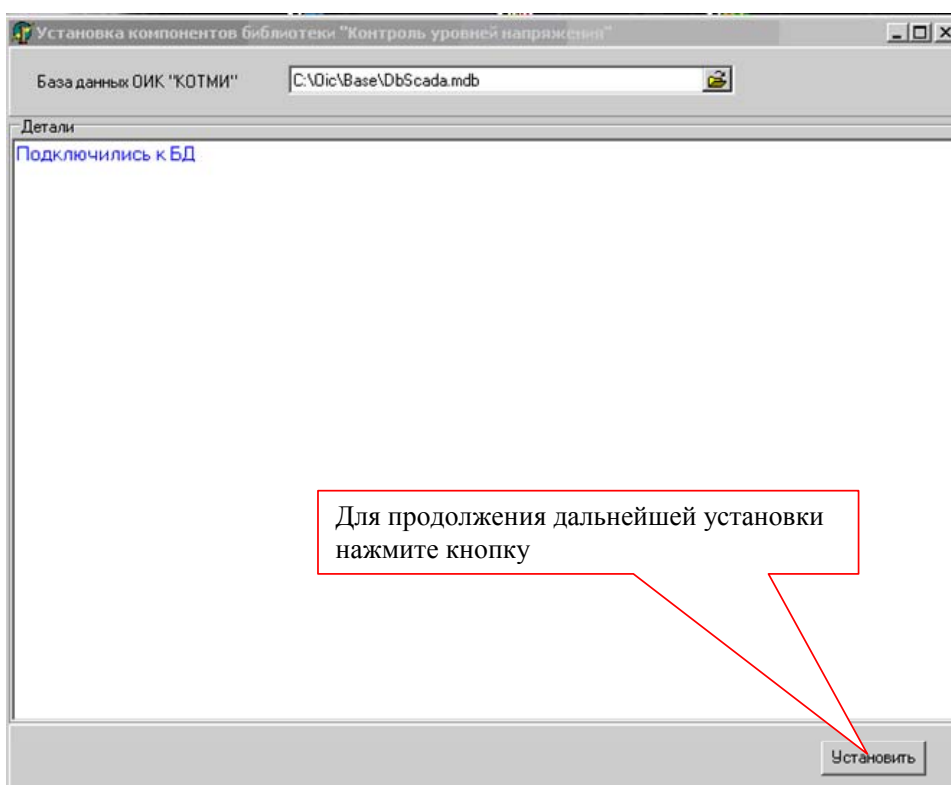 Установка компонентов библиотеки "Контроль уровней напряжения"
База данных ОИК "КОТМИ"
C:\Oic\Base\DbScada.mdb
Детали
Подключились к БД
Для продолжения дальнейшей установки
нажмите кнопку
Установить